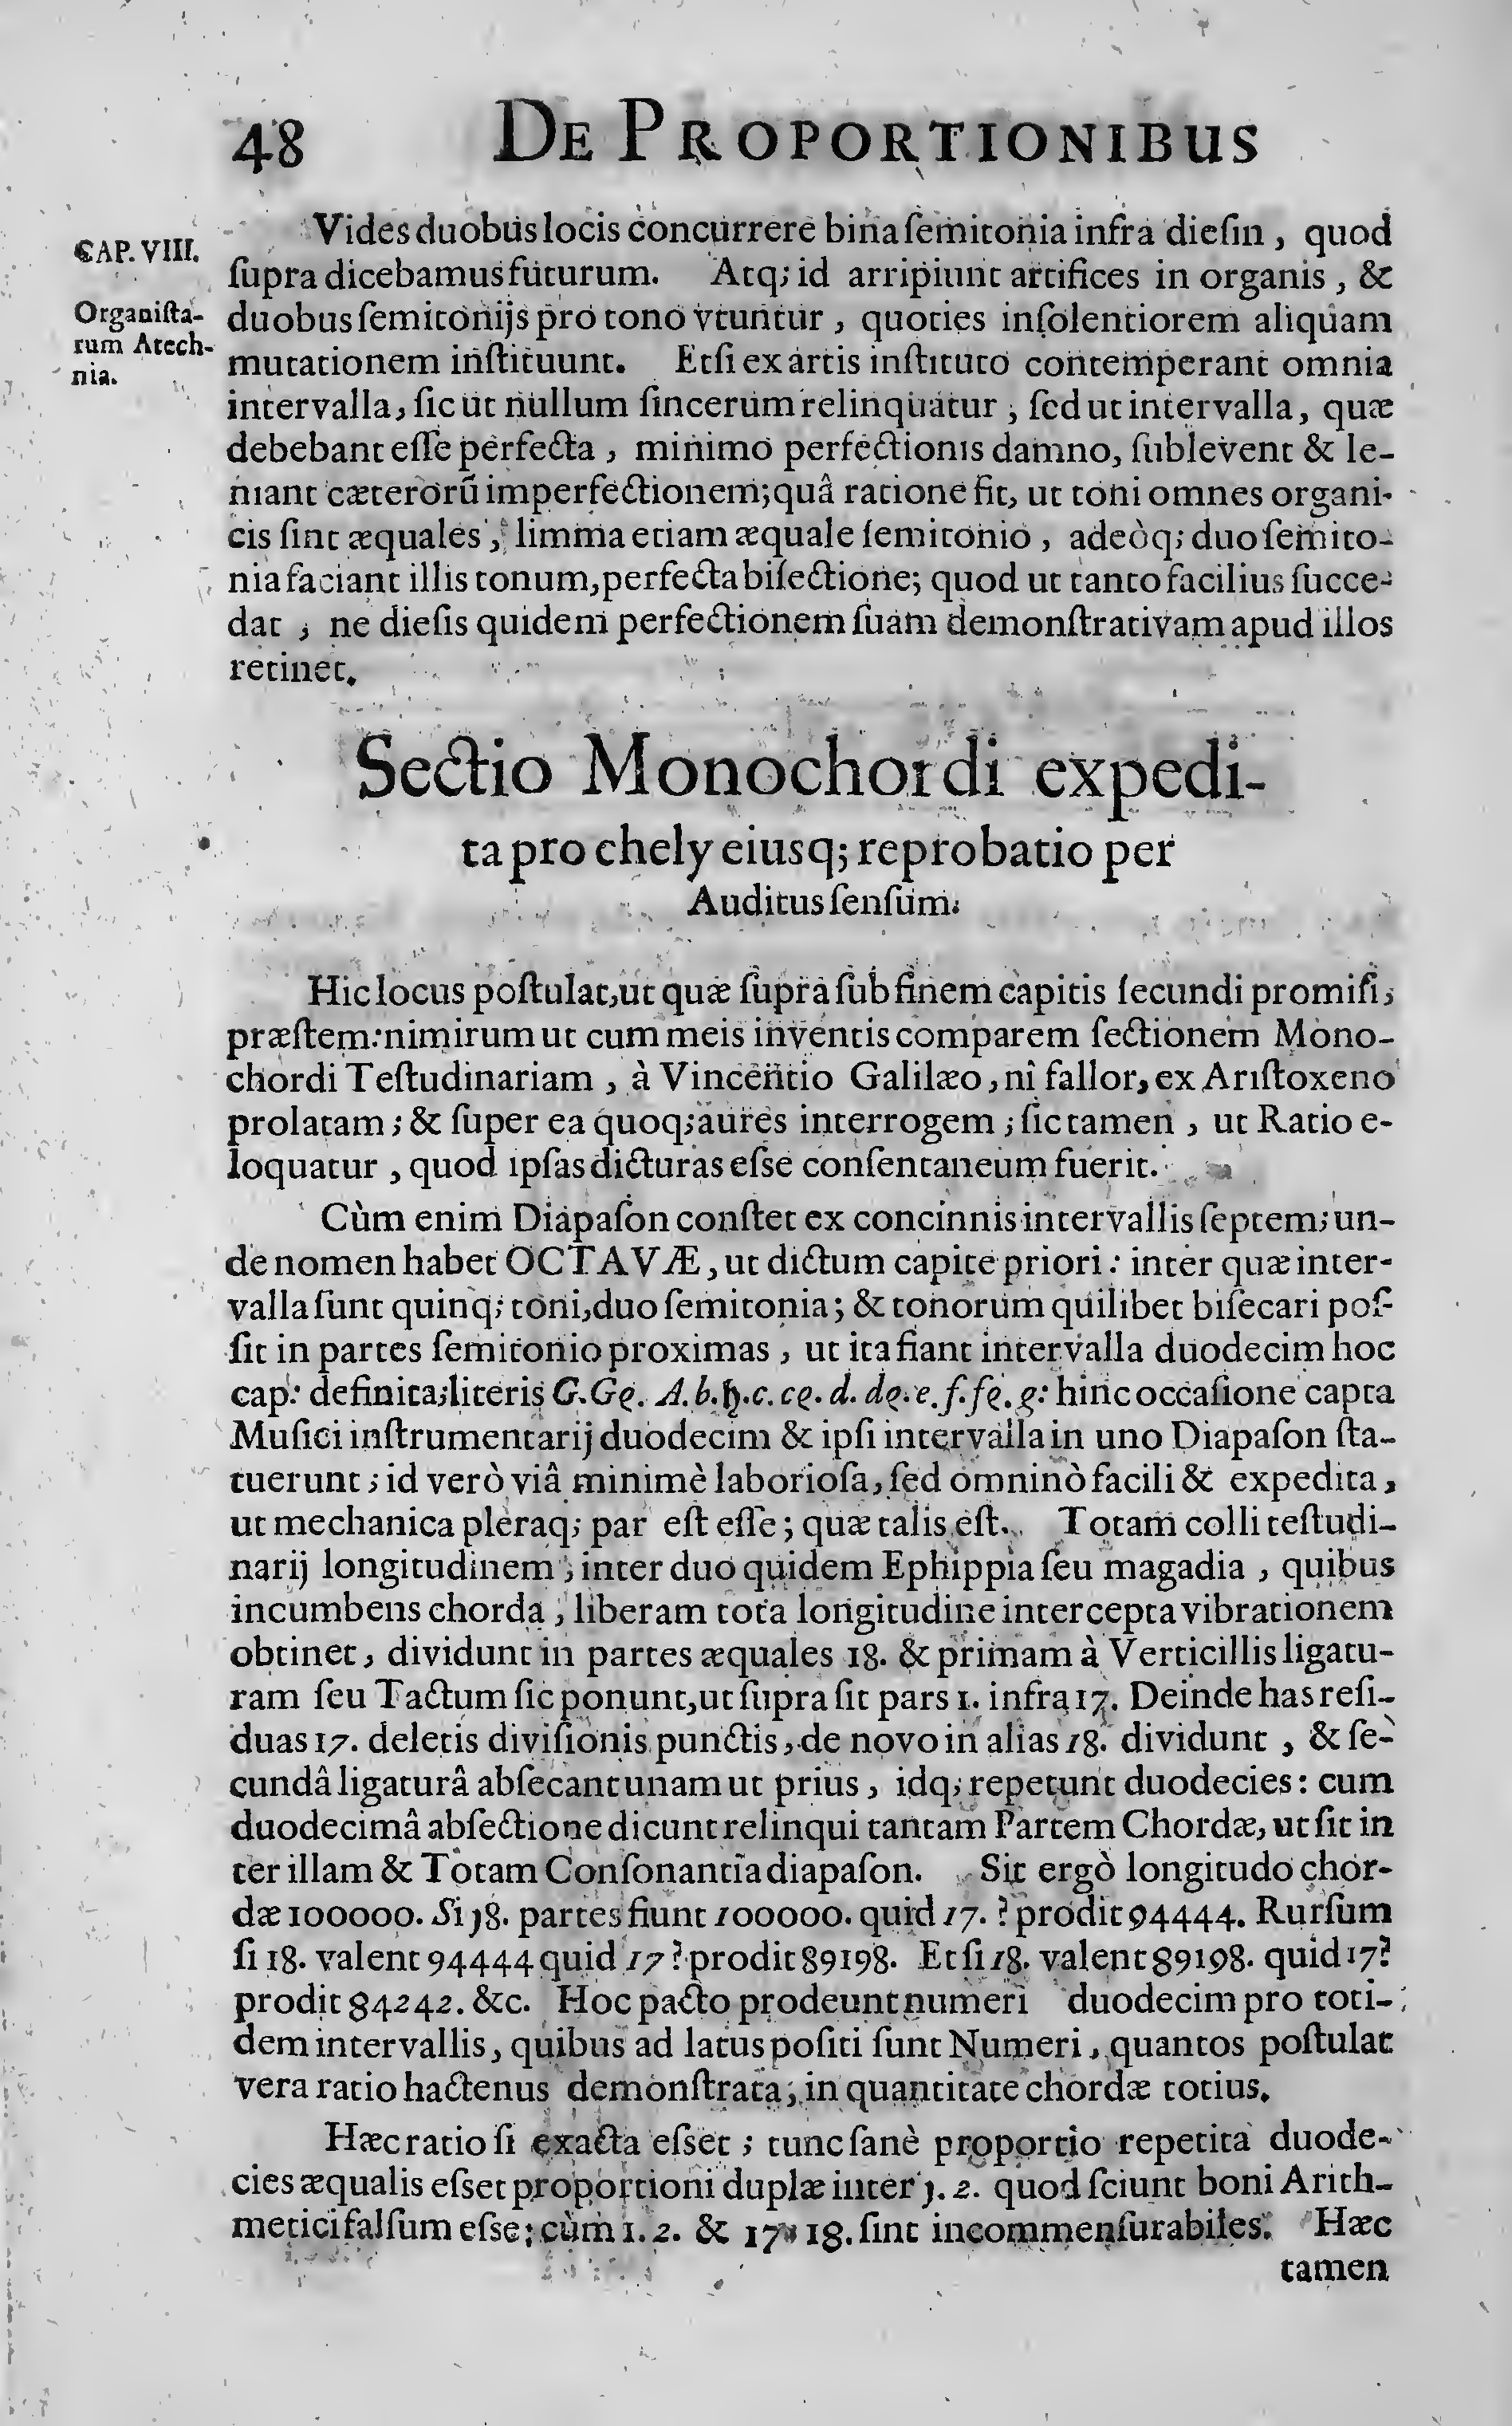 48 DE PROPORTIONIBUS
CAP. VIII.
Organiſta-
rum Atech-
nia.
Vides duobus locis concurrere bina ſemitonia infra dieſin, quod
ſupra dicebamus futurum. Atq; id arripiunt artifices in organis, &
duobus ſemitonijs pro tono vtuntur, quoties inſolentiorem aliquam
mutationem inſtituunt. Etſi ex artis inſtituto contemperant omnia
intervalla, ſic ut nullum ſincerum relinquatur, ſed ut intervalla, quæ
debebant eſſe perfecta, minimo perfectionis damno, ſublevent & le-
niant cæterorū imperfectionem; quâ ratione fit, ut toni omnes organi-
cis ſint æquales, limma etiam æquale ſemitonio, adeòq; duo ſemito-
nia faciant illis tonum, perfecta biſectione; quod ut tanto facilius ſucce-
dat, ne dieſis quidem perfectionem ſuam demonſtrativam apud illos
retinet.
Sectio Monochordi expedi-
ta pro chely eiusq; reprobatio per
Auditus ſenſum.
Hic locus poſtulat, ut quæ ſupra ſub finem capitis ſecundi promiſi,
præſtem: nimirum ut cum meis inventis comparem ſectionem Mono-
chordi Teſtudinariam, à Vincentio Galilæo, nî fallor, ex Ariſtoxeno
prolatam; & ſuper ea quoq; aures interrogem; ſic tamen, ut Ratio e-
loquatur, quod ipſas dicturas eſse conſentaneum fuerit.
Cùm enim Diapaſon conſtet ex concinnis intervallis ſeptem; un-
de nomen habet OCTAVÆ, ut dictum capite priori: inter quæ inter-
valla ſunt quinq; toni, duo ſemitonia; & tonorum quilibet biſecari poſ-
ſit in partes ſemitonio proximas, ut ita fiant intervalla duodecim hoc
cap: definita; literis G. Gę. A. b. ♮. c. cę. d. dę. e. f. fę. g: hinc occaſione capta
Muſici inſtrumentarij duodecim & ipſi intervalla in uno Diapaſon ſta-
tuerunt; id verò viâ minimè laborioſa, ſed omninò facili & expedita,
ut mechanica pleraq; par eſt eſſe; quæ talis eſt. Totam colli teſtudi-
narij longitudinem, inter duo quidem Ephippia ſeu magadia, quibus
incumbens chorda, liberam tota longitudine intercepta vibrationem
obtinet, dividunt in partes æquales 18. & primam à Verticillis ligatu-
ram ſeu Tactum ſic ponunt, ut ſupra ſit pars 1. infra 17. Deinde has reſi-
duas 17. deletis diviſionis punctis, de novo in alias 18. dividunt, & ſe-
cundâ ligaturâ abſecant unam ut prius, idq; repetunt duodecies: cum
duodecimâ abſectione dicunt relinqui tantam Partem Chordæ, ut ſit in
ter illam & Totam Conſonantia diapaſon. Sit ergò longitudo chor-
dæ 100000. Si 18. partes fiunt 100000. quid 17. ? prodit 94444. Rurſum
ſi 18. valent 94444 quid 17 ? prodit 89198. Et ſi 18. valent 89198. quid 17?
prodit 84242. &c. Hoc pacto prodeunt numeri duodecim pro toti-
dem intervallis, quibus ad latus poſiti ſunt Numeri, quantos poſtulat
vera ratio hactenus demonſtrata, in quantitate chordæ totius.
Hæc ratio ſi exacta eſset; tunc ſanè proportio repetita duode-
cies æqualis eſset proportioni duplæ inter 1. 2. quod ſciunt boni Arith-
metici falſum eſse; cùm 1. 2. & 17. 18. ſint incommenſurabiles. Hæc
tamen